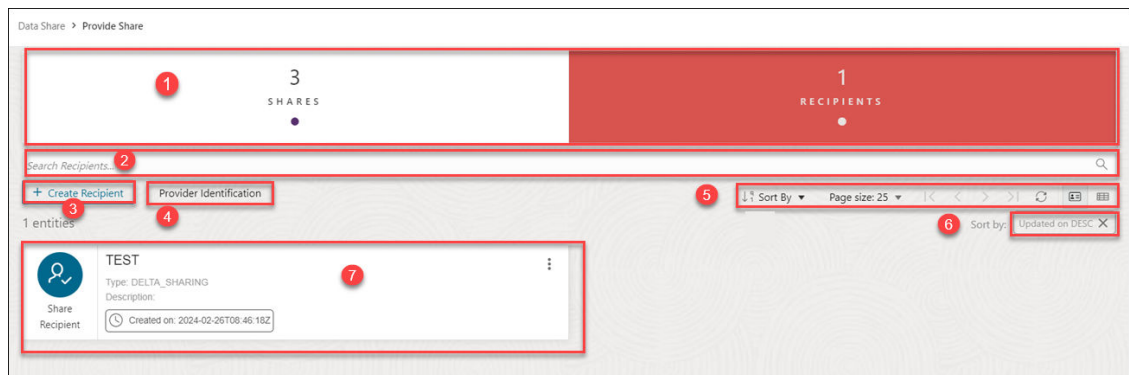 Data Share > Provide Share
1
3
SHARES
1
RECIPIENTS
Search Recipients...
2
+ Create Recipient
Provider Identification
3
4
5
Sort By
Page size: 25
1 entities
6
Sort by:
Updated on DESC X
7
TEST
Type: DELTA_SHARING
Description:
Created on: 2024-02-26T08:46:18Z
Share
Recipient